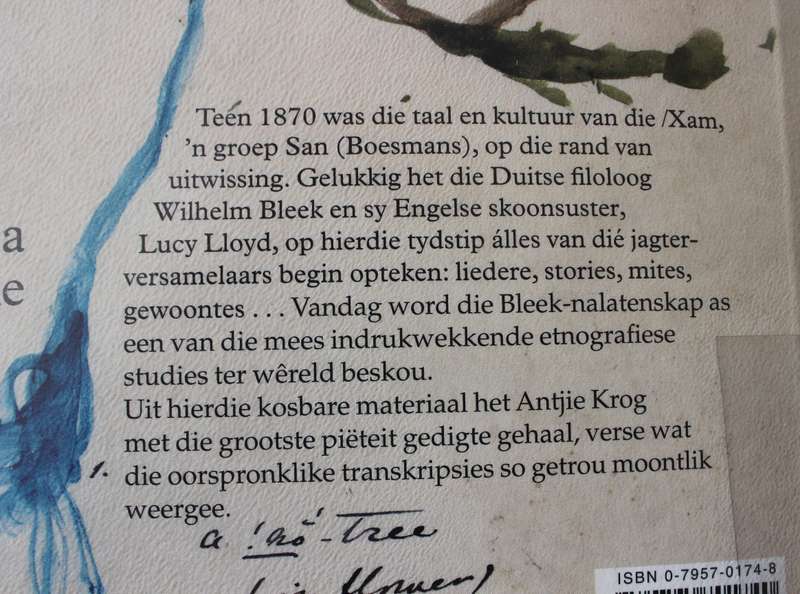 Teen 1870 was die taal en kultuur van die /Xam,
'n groep San (Boesmans), op die rand van
uitwissing. Gelukkig het die Duitse filoloog
Wilhelm Bleek en sy Engelse skoonsuster,
Lucy Lloyd, op hierdie tydstip álles van dié jagter-
versamelaars begin opteken: liedere, stories, mites,
gewoontes . . . Vandag word die Bleek-nalatenskap as
een van die mees indrukwekkende etnografiese
studies ter wêreld beskou.
Uit hierdie kosbare materiaal het Antjie Krog
met die grootste piëteit gedigte gehaal, verse wat
die oorspronklike transkripsies so getrou moontlik
weergee.
a
e
a -tree
ISBN 0-7957-0174-8